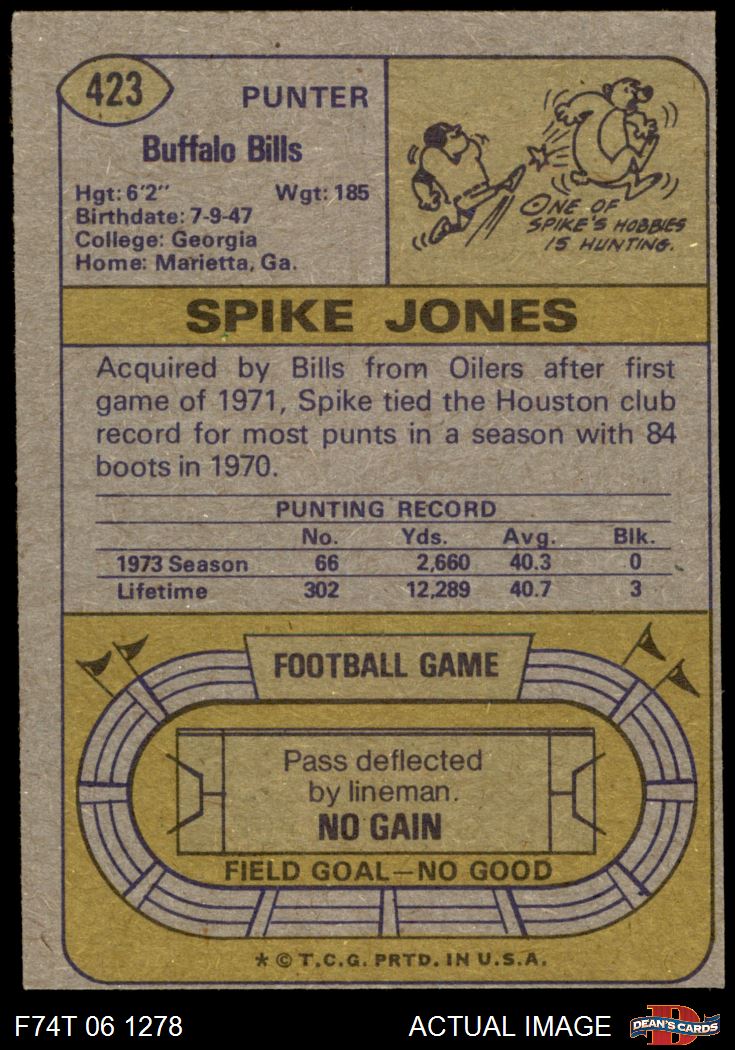 423
PUNTER
Buffalo Bills
Hgt: 6'2" Wgt: 185
Birthdate: 7-9-47
College: Georgia
Home: Marietta, Ga.
ONE OF
SPIKE'S HOBBIES
IS HUNTING.
SPIKE JONES
Acquired by Bills from Oilers after first
game of 1971, Spike tied the Houston club
record for most punts in a season with 84
boots in 1970.
PUNTING RECORD
No. Yds. Avg. Blk.
1973 Season 66 2,660 40.3 0
Lifetime 302 12,289 40.7 3
FOOTBALL GAME
Pass deflected
by lineman.
NO GAIN
FIELD GOAL—NO GOOD
* © T.C.G. PRTD. IN U.S.A.
F74T 06 1278 ACTUAL IMAGE D DEAN'S CARDS